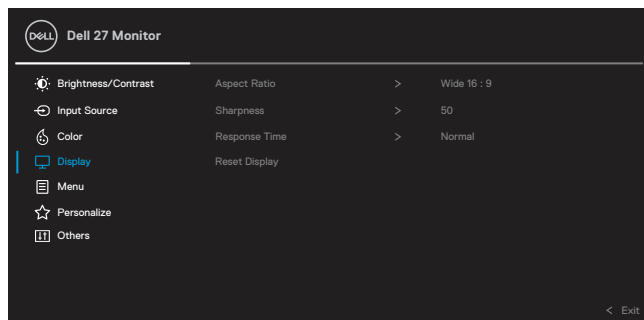 DELL Dell 27 Monitor
Brightness/Contrast Aspect Ratio > Wide 16 : 9
Input Source Sharpness > 50
Color Response Time > Normal
Display Reset Display
Menu
Personalize
Others
< Exit